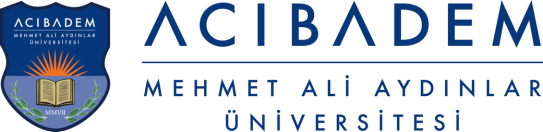 ACIBADEM
MEHMET ALİ AYDINLAR
ÜNİVERSİTESİ
MMVII
ACIBADEM
MEHMET ALİ AYDINLAR
ÜNİVERSİTESİ